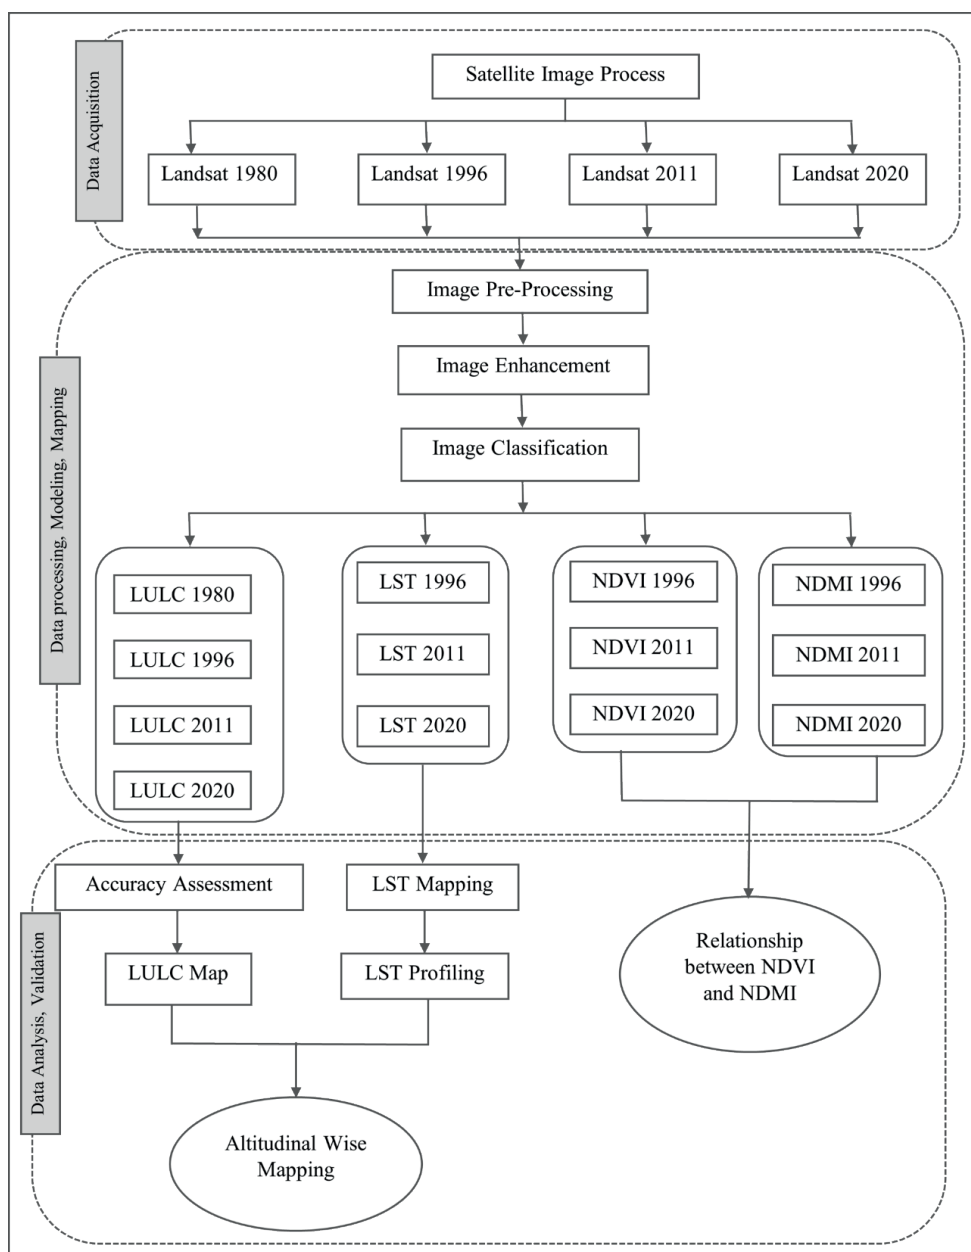 Data Acquisition
Satellite Image Process
Landsat 1980
Landsat 1996
Landsat 2011
Landsat 2020
Data processing, Modeling, Mapping
Image Pre-Processing
Image Enhancement
Image Classification
LULC 1980
LULC 1996
LULC 2011
LULC 2020
LST 1996
LST 2011
LST 2020
NDVI 1996
NDVI 2011
NDVI 2020
NDMI 1996
NDMI 2011
NDMI 2020
Data Analysis, Validation
Accuracy Assessment
LULC Map
LST Mapping
LST Profiling
Relationship
between NDVI
and NDMI
Altitudinal Wise
Mapping